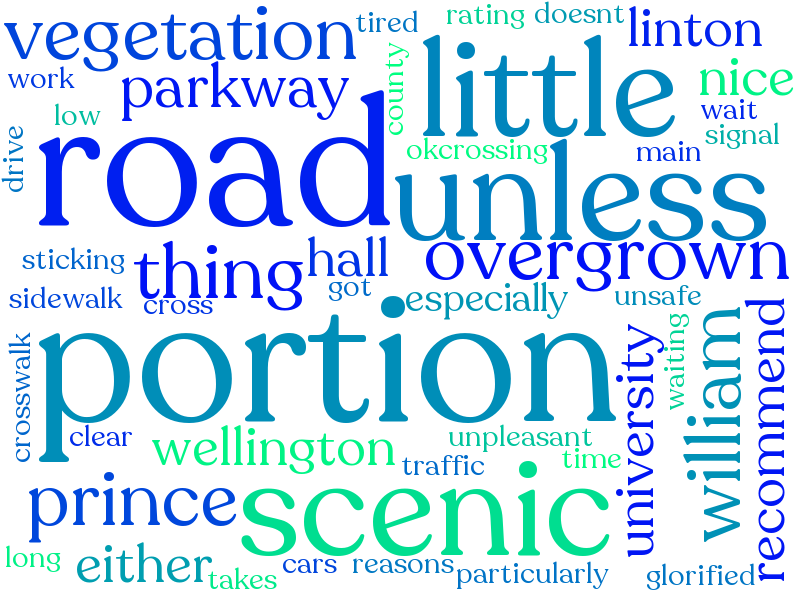 vegetation
tired
rating
doesnt
linton
work
parkway
county
little
nice
low
wait
signal
drive
road
okcrossing
main
unless
sticking
thing
hall
overgrown
sidewalk
cross
got
especially
unsafe
crosswalk
portion
university
waiting
william
recommend
clear
wellington
unpleasant
traffic
time
prince
scenic
long
either
takes
cars
reasons
particularly
glorified